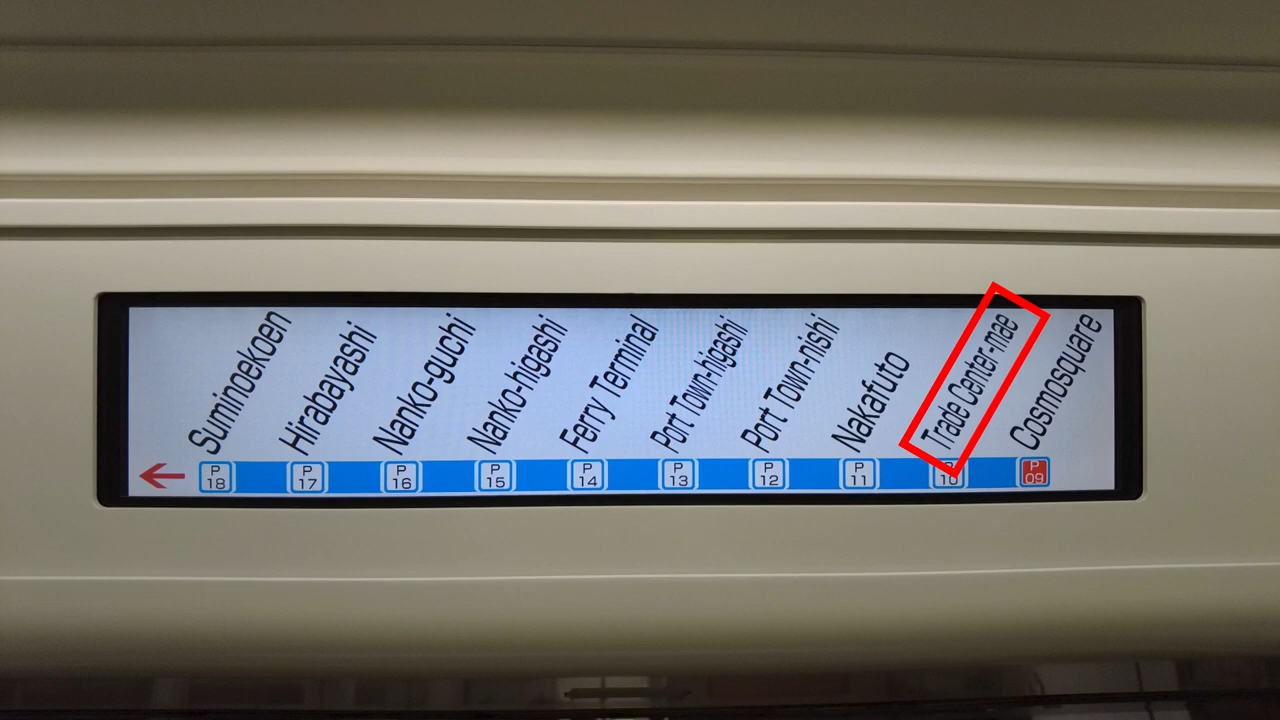 Suminoekoen
Hirabayashi
Nanko-guchi
Nanko-higashi
Ferry Terminal
Port Town-higashi
Port Town-nishi
Nakafuto
Trade Center-mae
Cosmosquare
P 18
P 17
P 16
P 15
P 14
P 13
P 12
P 11
P 10
P 09